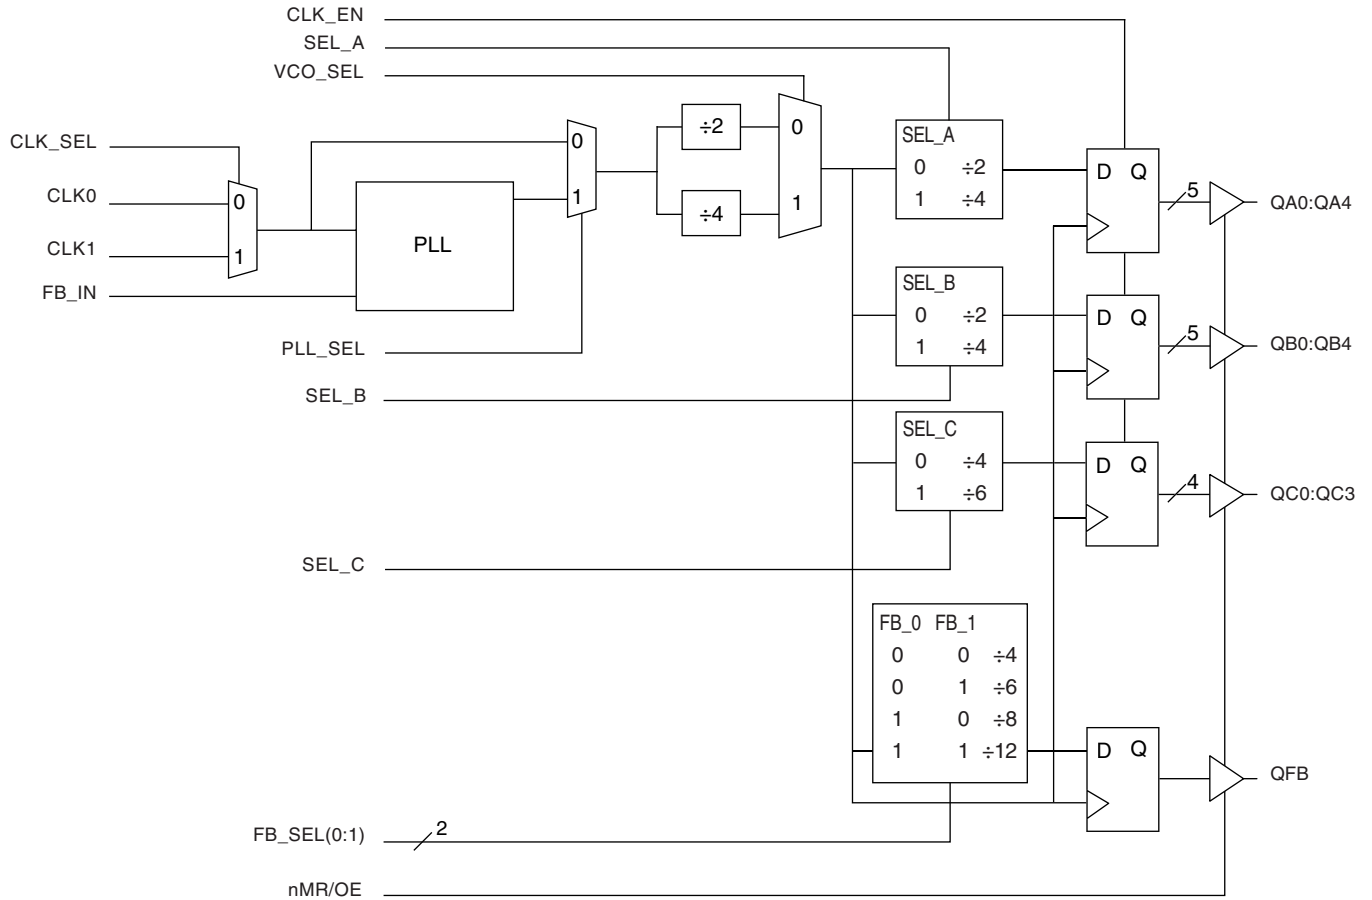 CLK_EN
SEL_A
VCO_SEL
CLK_SEL
CLK0
CLK1
FB_IN
0
1
PLL
0
1
÷2
÷4
0
1
PLL_SEL
SEL_B
SEL_C
FB_SEL(0:1)
2
nMR/OE
SEL_A
0 ÷2
1 ÷4
D Q
5
QA0:QA4
SEL_B
0 ÷2
1 ÷4
D Q
5
QB0:QB4
SEL_C
0 ÷4
1 ÷6
D Q
4
QC0:QC3
FB_0 FB_1
0 0 ÷4
0 1 ÷6
1 0 ÷8
1 1 ÷12
D Q
QFB